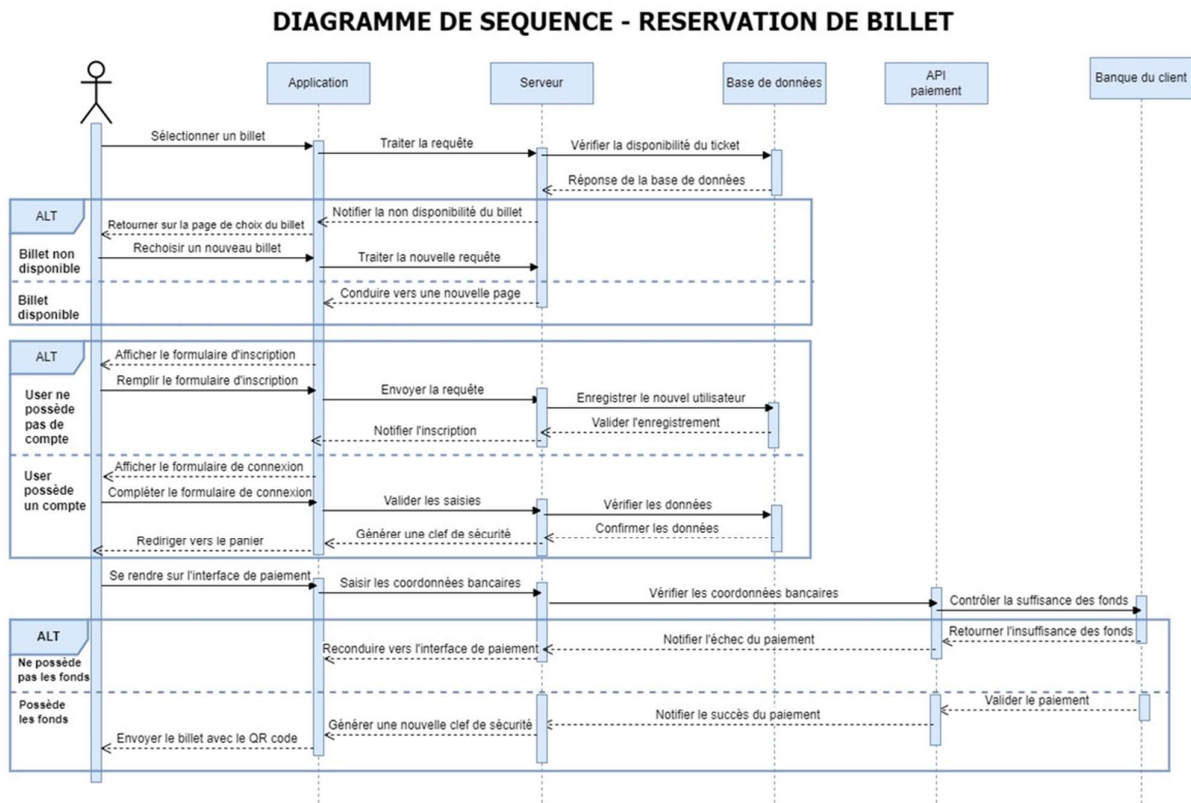 DIAGRAMME DE SEQUENCE - RESERVATION DE BILLET
Application
Serveur
Base de données
API
paiement
Banque du client
Sélectionner un billet
Traiter la requête
Vérifier la disponibilité du ticket
Réponse de la base de données
ALT
Notifier la non disponibilité du billet
Retourner sur la page de choix du billet
Billet non
disponible
Rechoisir un nouveau billet
Traiter la nouvelle requête
Billet
disponible
Conduire vers une nouvelle page
ALT
Afficher le formulaire d'inscription
Remplir le formulaire d'inscription
User ne
possède
pas de
compte
Envoyer la requête
Enregistrer le nouvel utilisateur
Valider l'enregistrement
Notifier l'inscription
User
possède
un compte
Afficher le formulaire de connexion
Complèter le formulaire de connexion
Valider les saisies
Vérifier les données
Confirmer les données
Générer une clef de sécurité
Rediriger vers le panier
Se rendre sur l'interface de paiement
Saisir les coordonnées bancaires
Vérifier les coordonnées bancaires
Contrôler la suffisance des fonds
ALT
Ne possède
pas les fonds
Retourner l'insuffisance des fonds
Notifier l'échec du paiement
Reconduire vers l'interface de paiement
Possède
les fonds
Valider le paiement
Notifier le succès du paiement
Générer une nouvelle clef de sécurité
Envoyer le billet avec le QR code